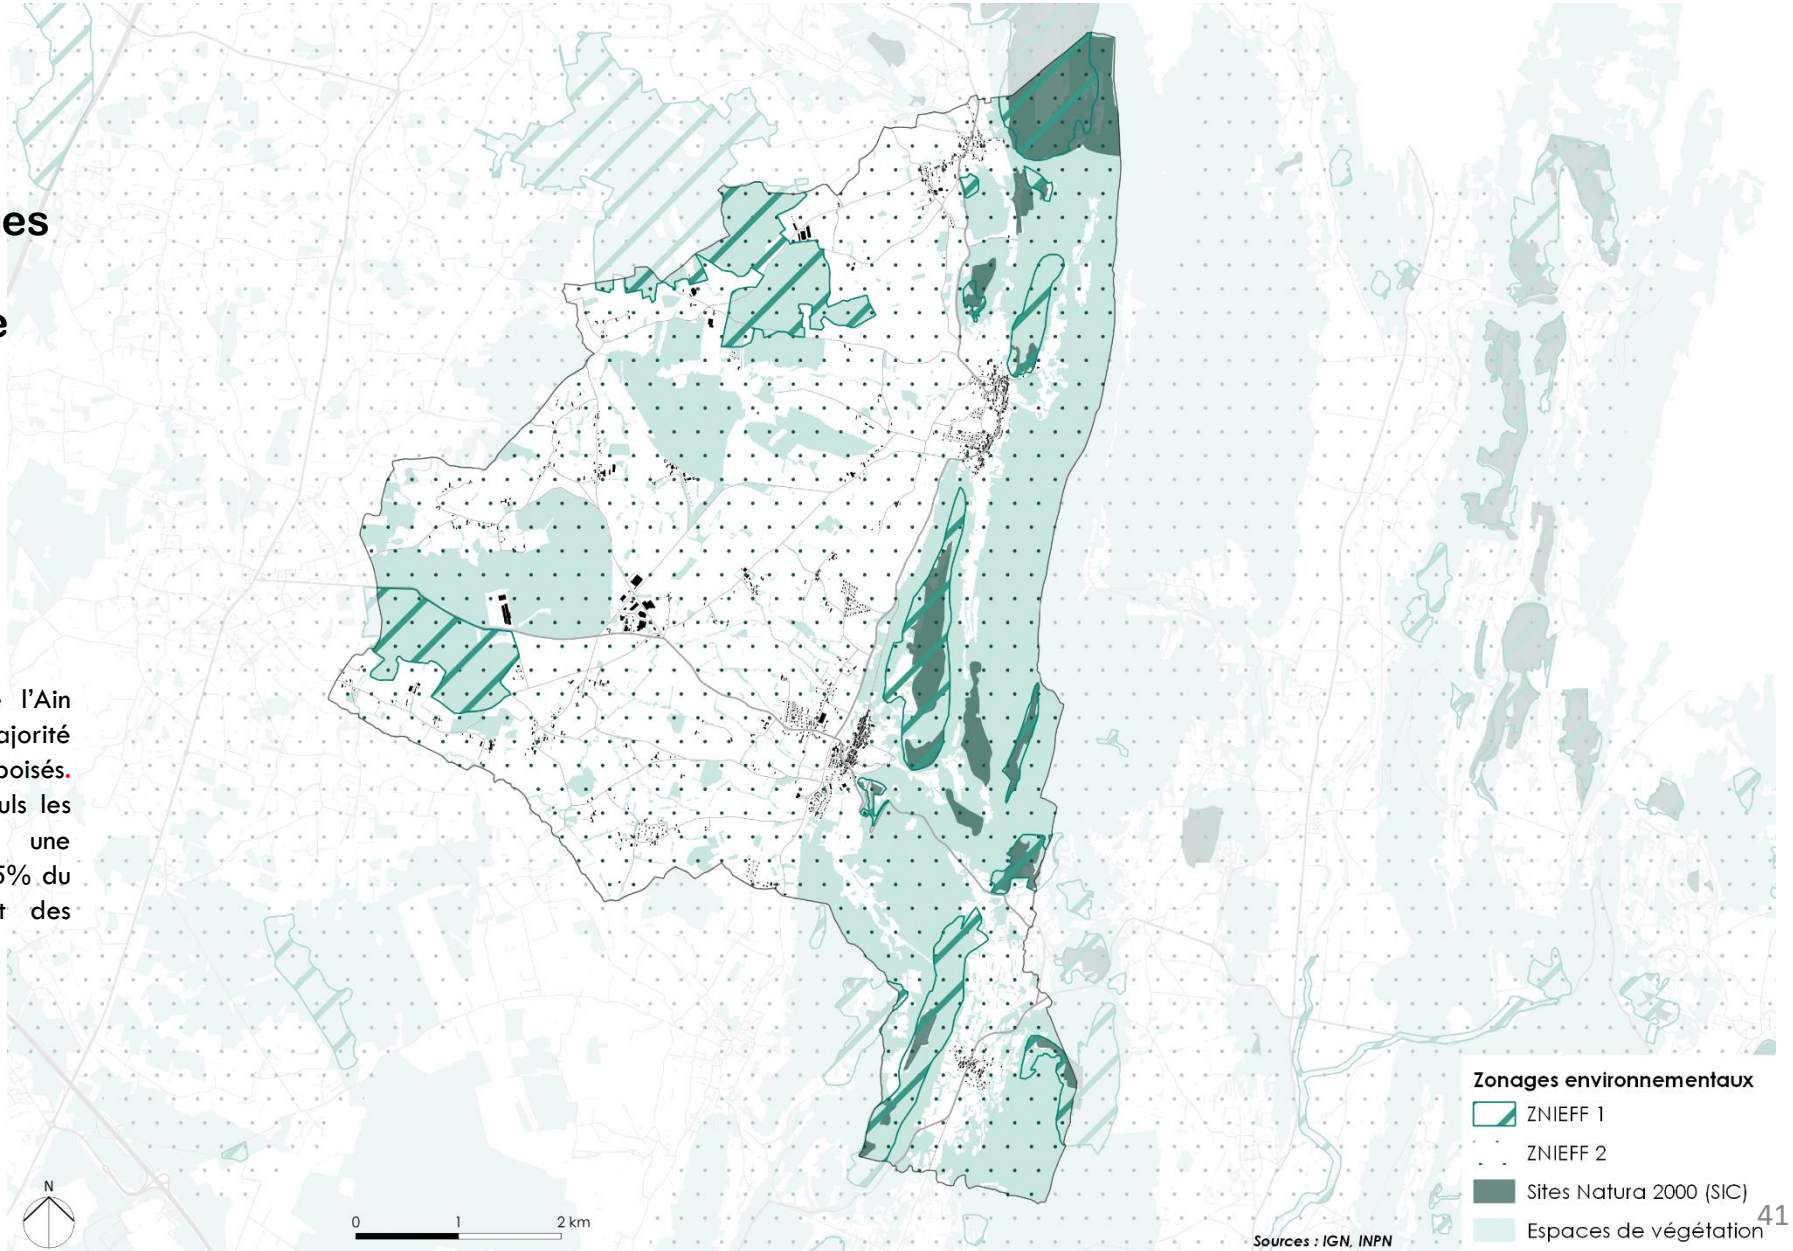 es
e
l'Ain
ajorité
boisés.
uls les
une
5% du
t des
N
0 1 2 km
Zonages environnementaux
ZNIEFF 1
ZNIEFF 2
Sites Natura 2000 (SIC)
Espaces de végétation
41
Sources : IGN, INPN